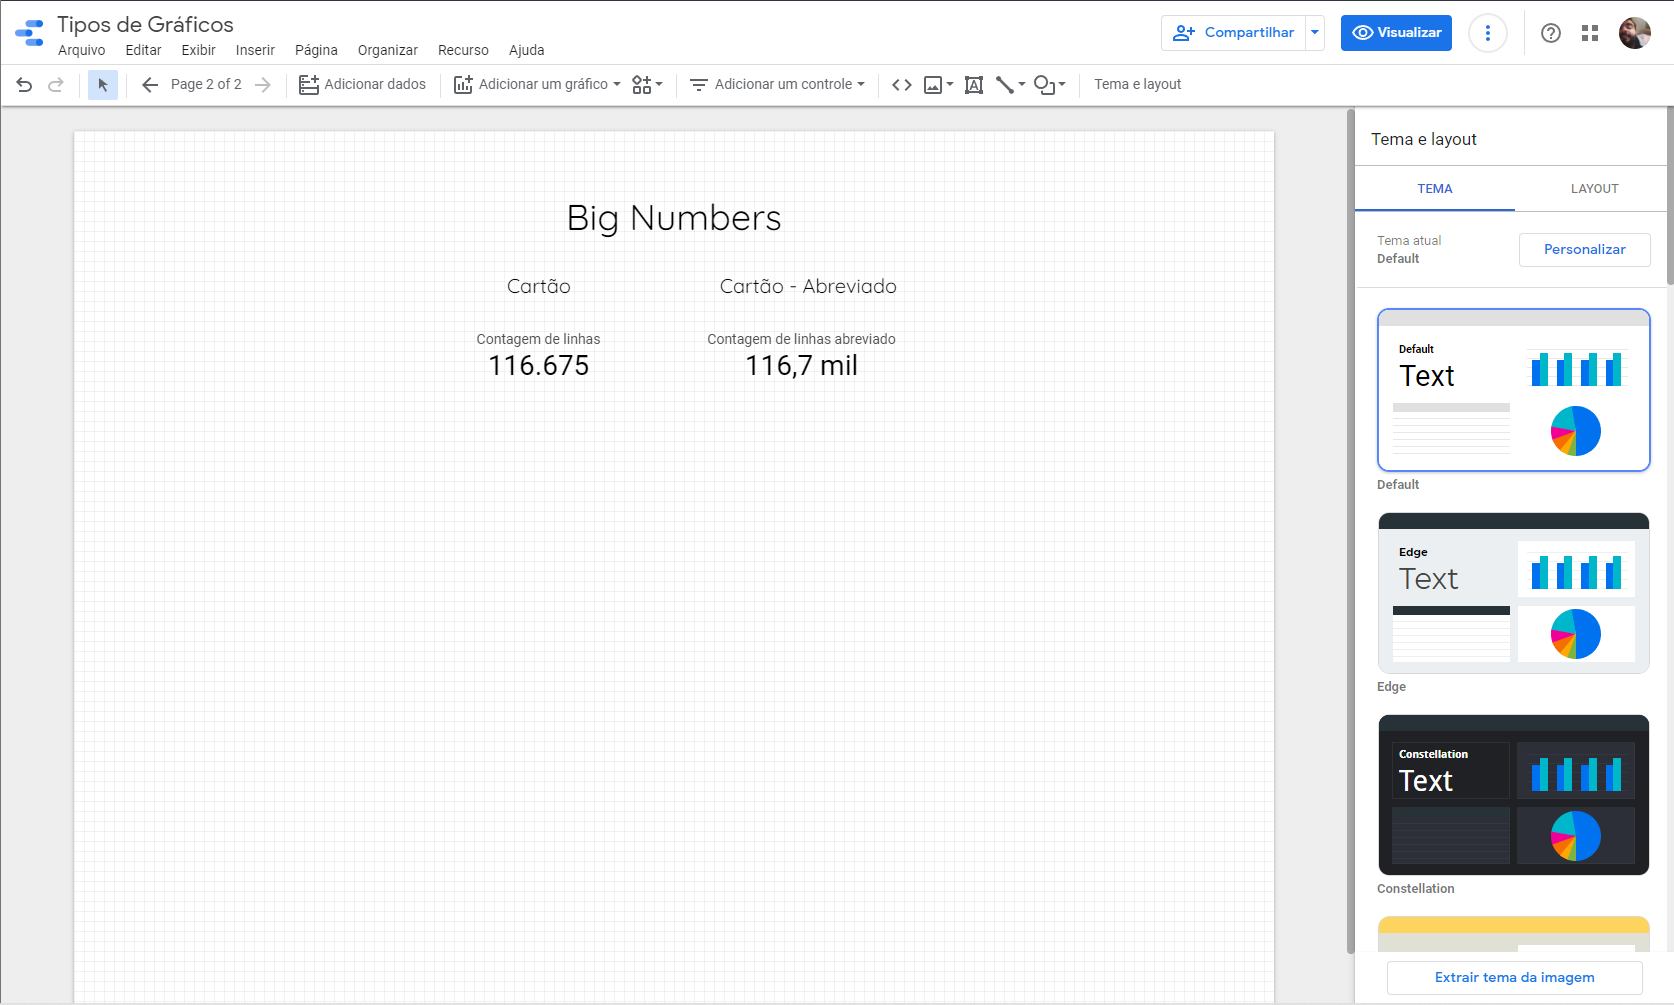 Tipos de Gráficos
Arquivo Editar Exibir Inserir Página Organizar Recurso Ajuda
Compartilhar
Visualizar
Page 2 of 2
Adicionar dados
Adicionar um gráfico
Adicionar um controle
Tema e layout
Big Numbers
Cartão
Cartão - Abreviado
Contagem de linhas
116.675
Contagem de linhas abreviado
116,7 mil
Tema e layout
TEMA LAYOUT
Tema atual
Default
Personalizar
Default
Text
Default
Edge
Text
Edge
Constellation
Text
Constellation
Extrair tema da imagem